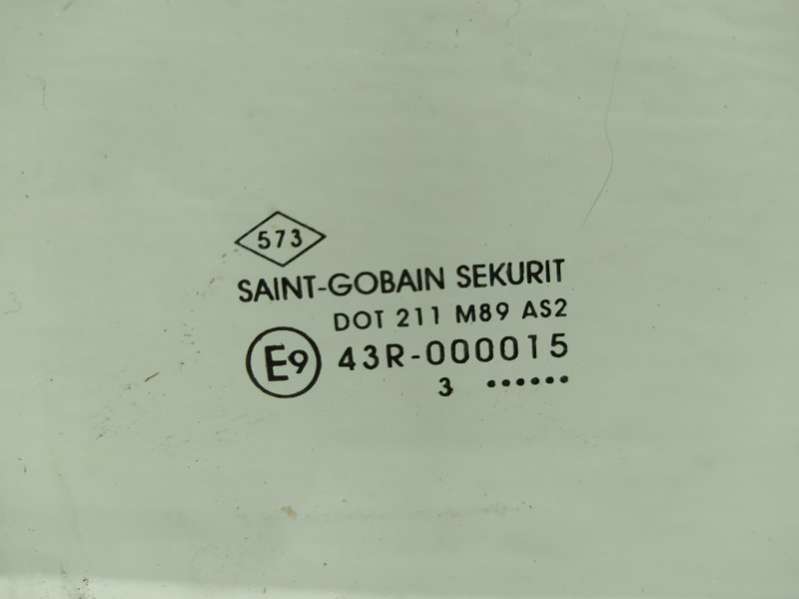 573
SAINT-GOBAIN SEKURIT
DOT 211 M89 AS2
E9 43R-000015
3 ••••••